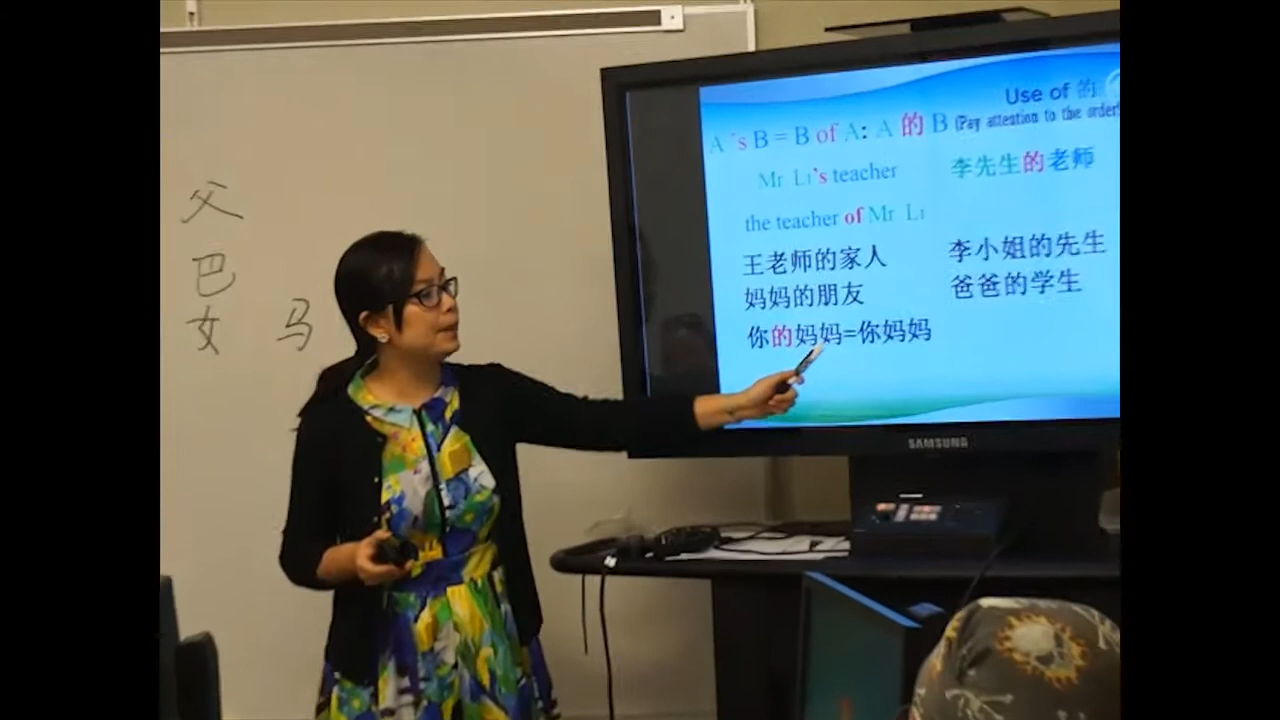 父
巴
女 马
Use of 的
A 's B = B of A: A 的 B (Pay attention to the order)
Mr Li's teacher 李先生的老师
the teacher of Mr Li
王老师的家人 李小姐的先生
妈妈的朋友 爸爸的学生
你的妈妈=你妈妈
SAMSUNG